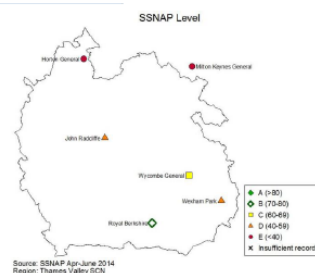 SSNAP Level
Horton General
Milton Keynes General
John Radcliffe
Wycombe General
Wexham Park
Royal Berkshire
A (>80)
B (70-80)
C (60-69)
D (40-59)
E (<40)
Insufficient record
Source: SSNAP Apr-June 2014
Region: Thames Valley SCN